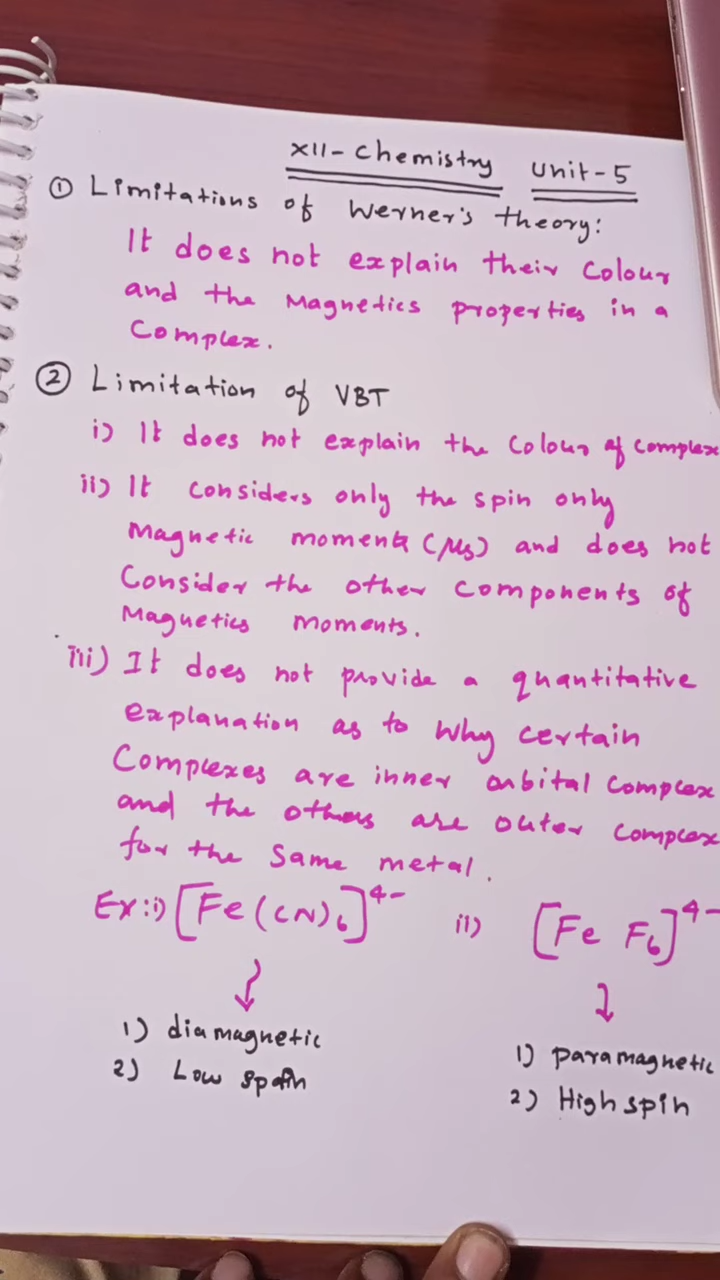 XII - Chemistry Unit - 5
① Limitations of Werner's theory:
It does not explain their Colour
and the Magnetics properties in a
Complex.
② Limitation of VBT
i) It does not explain the Colour of complex
ii) It considers only the spin only
Magnetic moment (μs) and does not
Consider the other components of
Magnetics moments.
iii) It does not provide a quantitative
explanation as to why certain
Complexes are inner orbital complex
and the others are outer complex
for the same metal.
Ex: i) [Fe(CN)₆]⁴⁻ ii) [Fe F₆]⁴⁻
1) diamagnetic
2) Low spin
1) paramagnetic
2) High spin